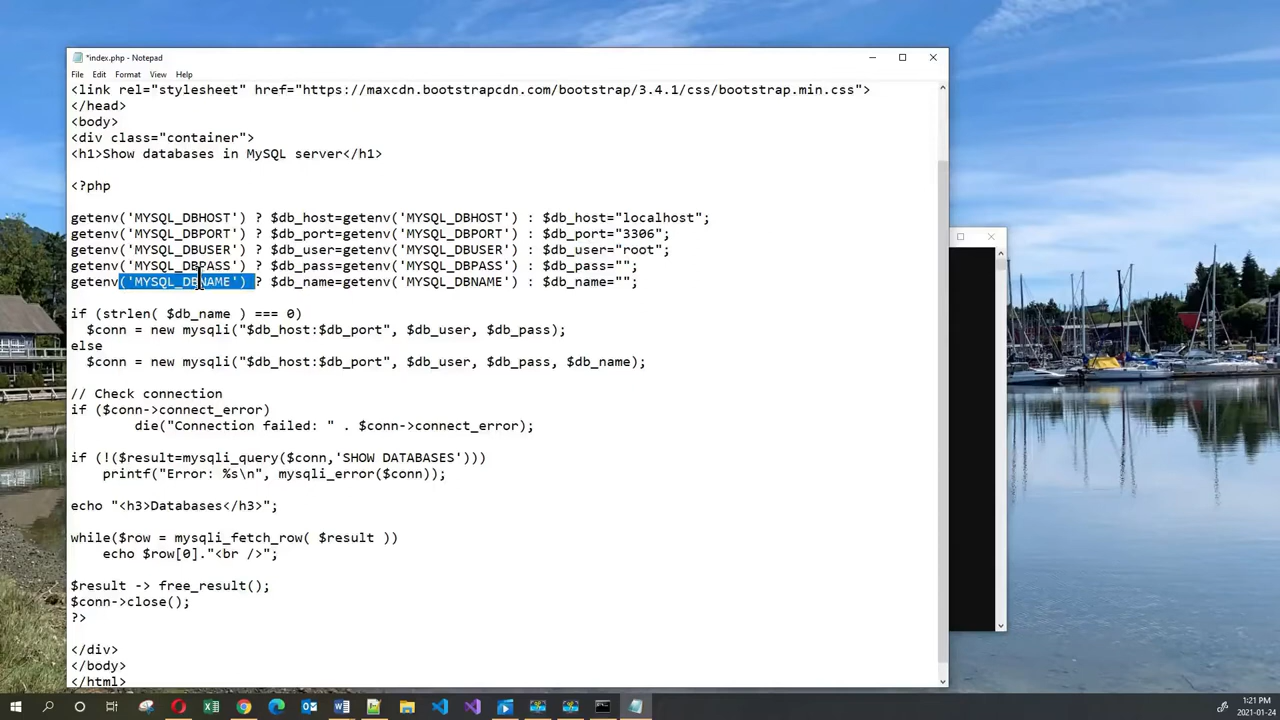 *index.php - Notepad
File Edit Format View Help
<link rel="stylesheet" href="https://maxcdn.bootstrapcdn.com/bootstrap/3.4.1/css/bootstrap.min.css">
</head>
<body>
<div class="container">
<h1>Show databases in MySQL server</h1>
<?php
getenv('MYSQL_DBHOST') ? $db_host=getenv('MYSQL_DBHOST') : $db_host="localhost";
getenv('MYSQL_DBPORT') ? $db_port=getenv('MYSQL_DBPORT') : $db_port="3306";
getenv('MYSQL_DBUSER') ? $db_user=getenv('MYSQL_DBUSER') : $db_user="root";
getenv('MYSQL_DBPASS') ? $db_pass=getenv('MYSQL_DBPASS') : $db_pass="";
getenv('MYSQL_DBNAME') ? $db_name=getenv('MYSQL_DBNAME') : $db_name="";
if (strlen( $db_name ) === 0)
  $conn = new mysqli("$db_host:$db_port", $db_user, $db_pass);
else
  $conn = new mysqli("$db_host:$db_port", $db_user, $db_pass, $db_name);
// Check connection
if ($conn->connect_error)
        die("Connection failed: " . $conn->connect_error);
if (!($result=mysqli_query($conn,'SHOW DATABASES')))
    printf("Error: %s\n", mysqli_error($conn));
echo "<h3>Databases</h3>";
while($row = mysqli_fetch_row( $result ))
    echo $row[0]."<br />";
$result -> free_result();
$conn->close();
?>
</div>
</body>
</html>
1:21 PM
2021-01-24